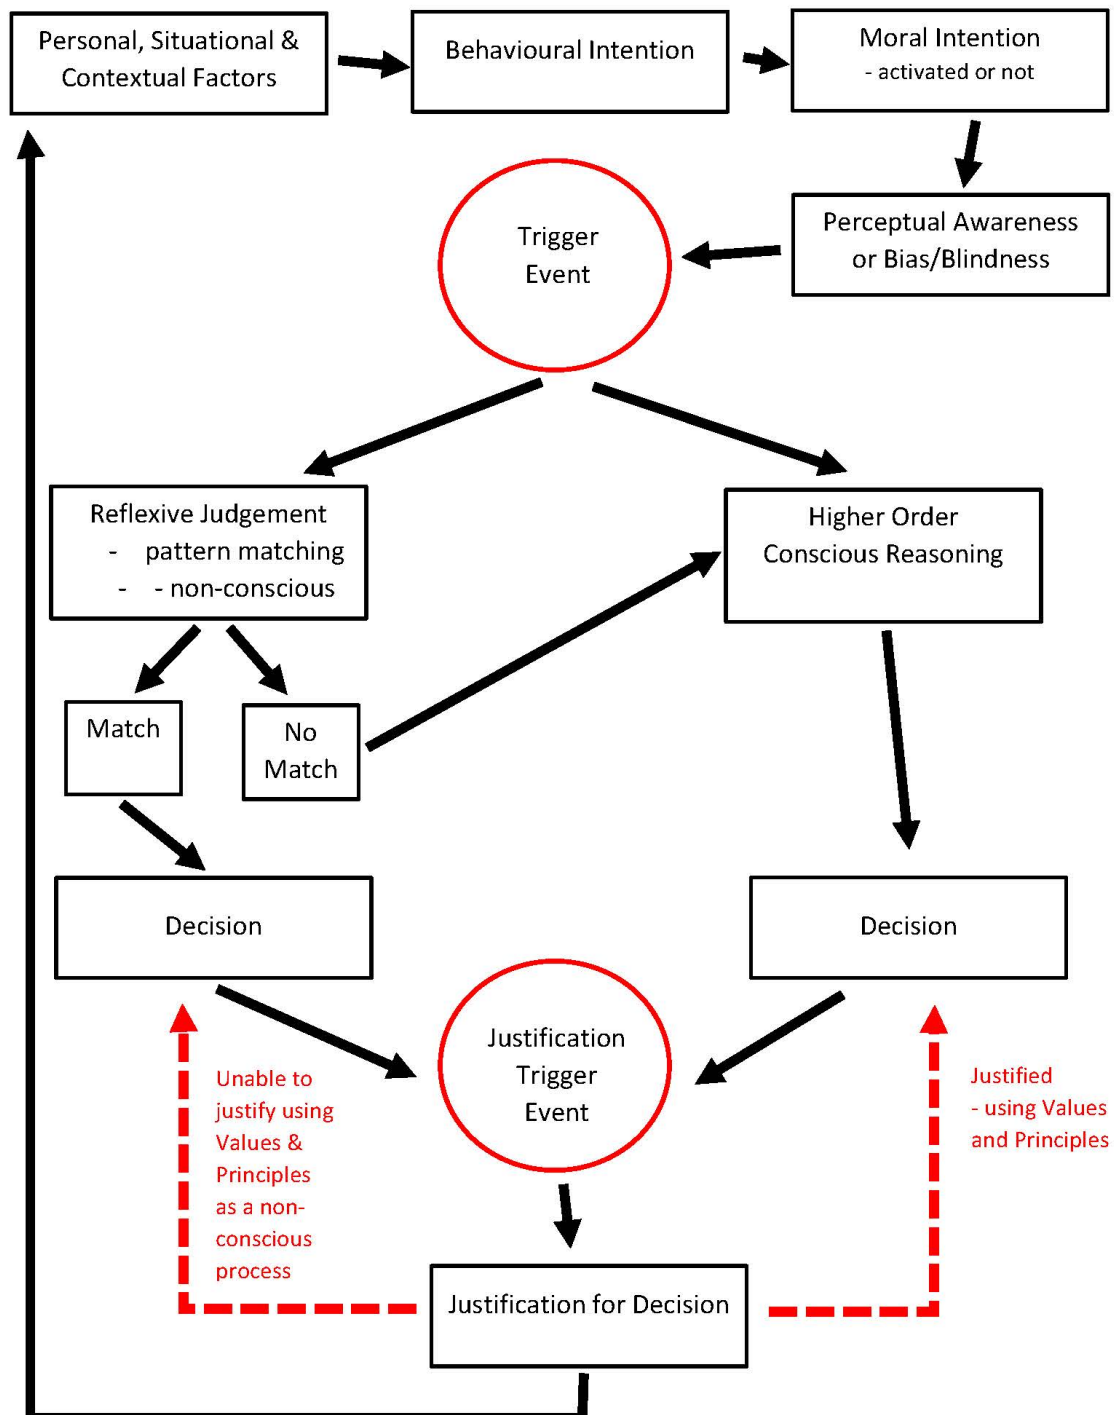 Personal, Situational &
Contextual Factors
Behavioural Intention
Moral Intention
- activated or not
Perceptual Awareness
or Bias/Blindness
Trigger
Event
Reflexive Judgement
- pattern matching
- - non-conscious
Higher Order
Conscious Reasoning
Match
No
Match
Decision
Decision
Justification
Trigger
Event
Unable to
justify using
Values &
Principles
as a non-
conscious
process
Justified
- using Values
and Principles
Justification for Decision